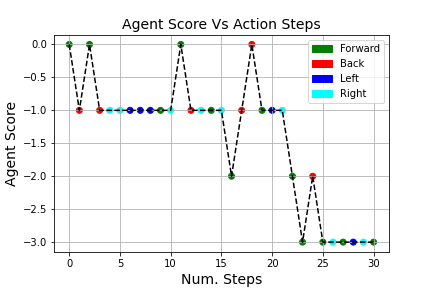 Agent Score Vs Action Steps
Agent Score
0.0
−0.5
−1.0
−1.5
−2.0
−2.5
−3.0
Forward
Back
Left
Right
0 5 10 15 20 25 30
Num. Steps